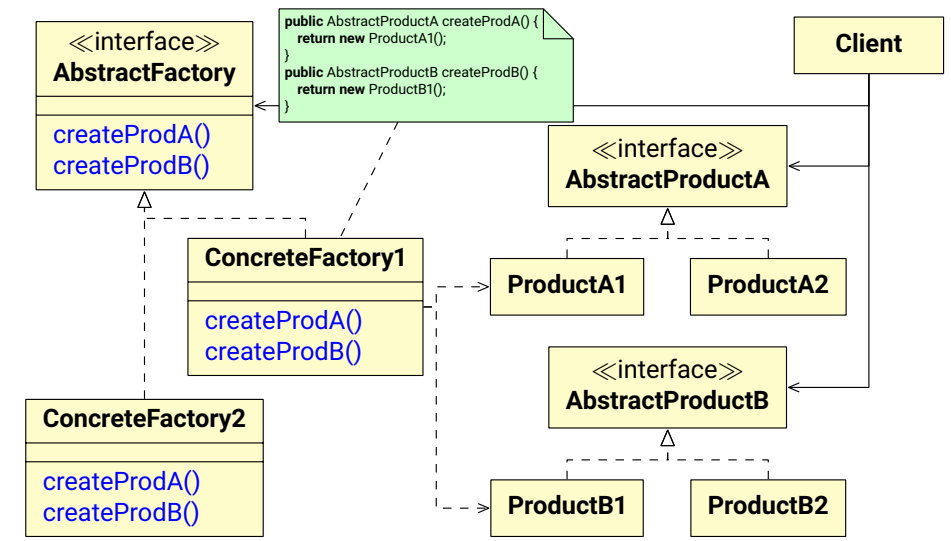 ≪interface≫
AbstractFactory
createProdA()
createProdB()
public AbstractProductA createProdA() {
return new ProductA1();
}
public AbstractProductB createProdB() {
return new ProductB1();
}
Client
≪interface≫
AbstractProductA
ConcreteFactory1
createProdA()
createProdB()
ProductA1
ProductA2
≪interface≫
AbstractProductB
ConcreteFactory2
createProdA()
createProdB()
ProductB1
ProductB2